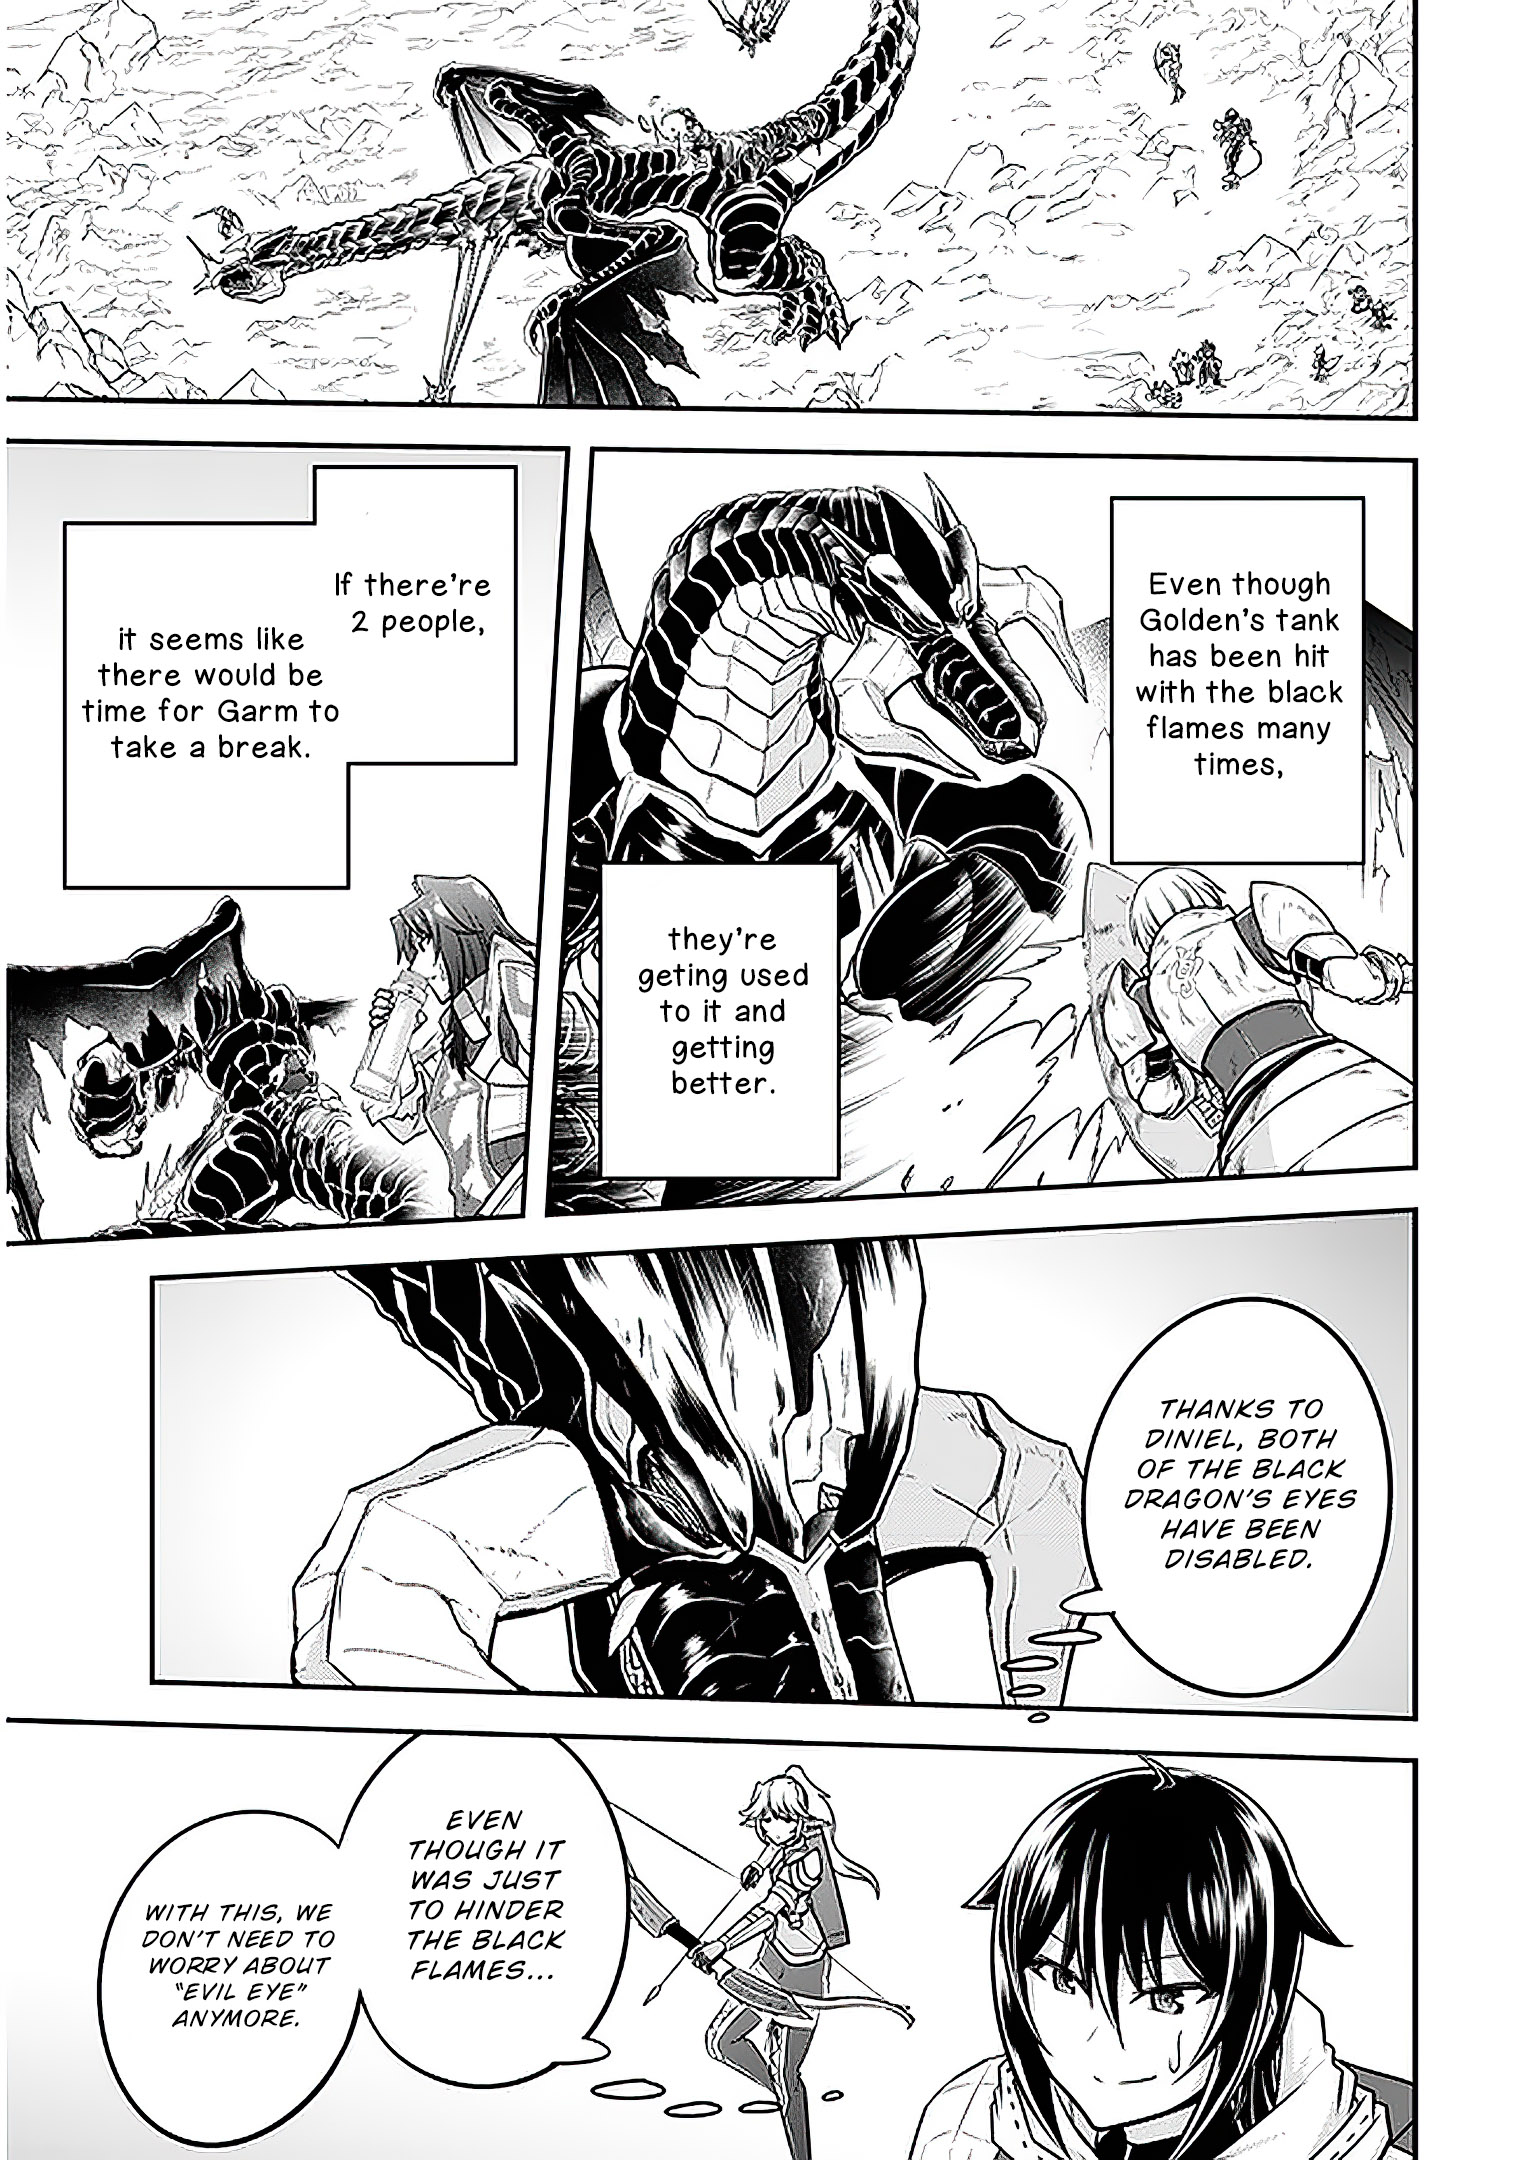 Even though
Golden's tank
has been hit
with the black
flames many
times,
they're
geting used
to it and
getting
better.
If there're
2 people,
it seems like
there would be
time for Garm to
take a break.
THANKS TO
DINIEL, BOTH
OF THE BLACK
DRAGON'S EYES
HAVE BEEN
DISABLED.
EVEN
THOUGH IT
WAS JUST
TO HINDER
THE BLACK
FLAMES...
WITH THIS, WE
DON'T NEED TO
WORRY ABOUT
"EVIL EYE"
ANYMORE.